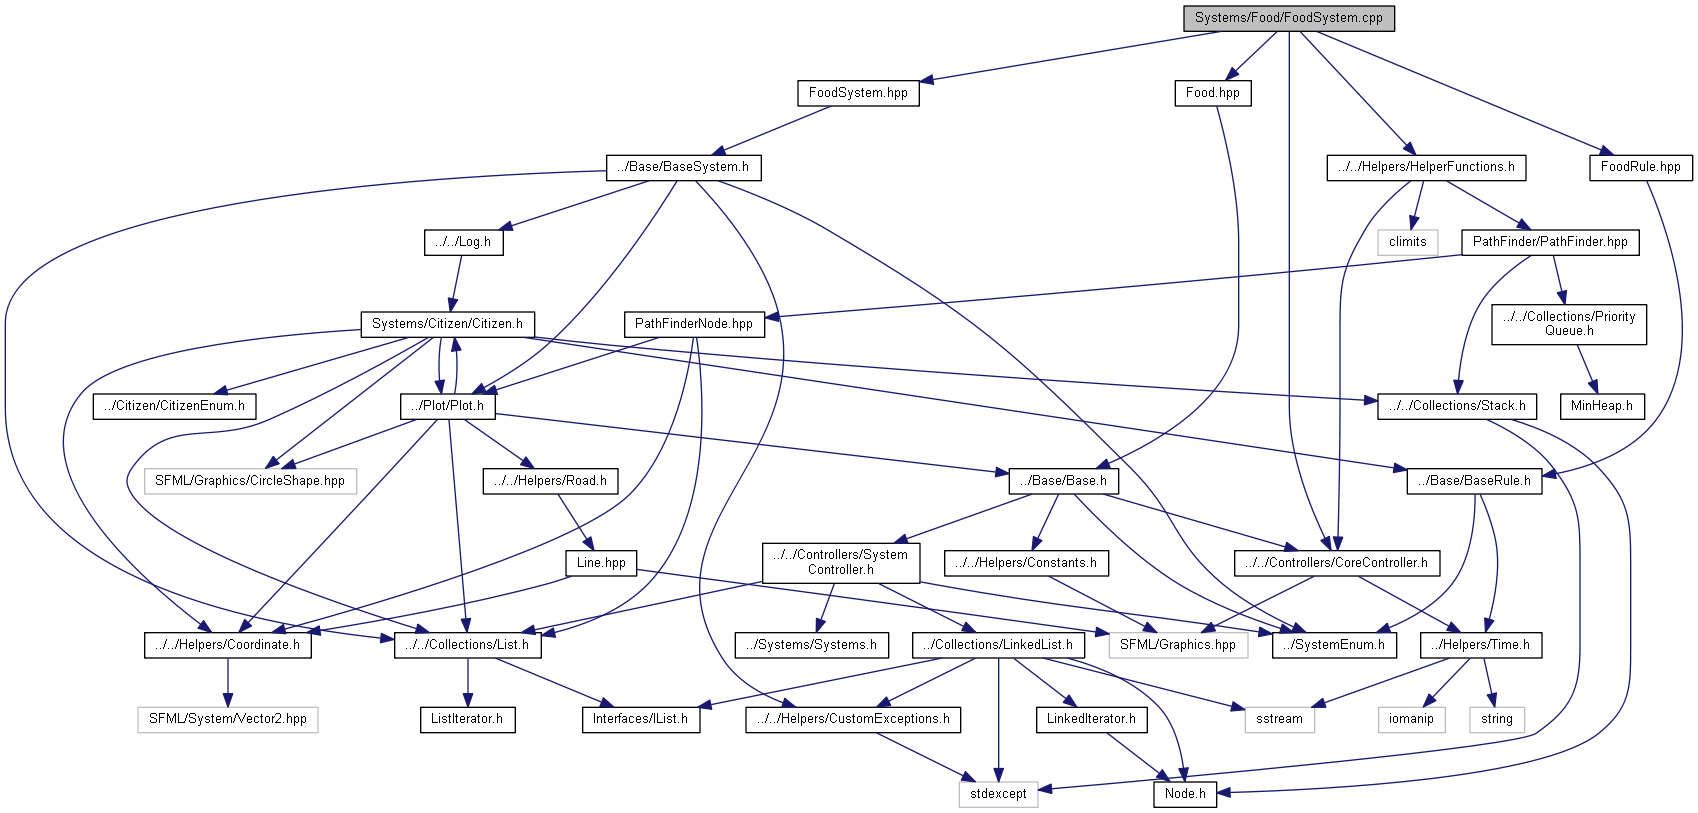 Systems/Food/FoodSystem.cpp
FoodSystem.hpp
Food.hpp
../Base/BaseSystem.h
../../Helpers/HelperFunctions.h
FoodRule.hpp
../../Log.h
climits
PathFinder/PathFinder.hpp
Systems/Citizen/Citizen.h
PathFinderNode.hpp
../../Collections/Priority
Queue.h
../Citizen/CitizenEnum.h
../Plot/Plot.h
../../Collections/Stack.h
MinHeap.h
SFML/Graphics/CircleShape.hpp
../../Helpers/Road.h
../Base/Base.h
../Base/BaseRule.h
Line.hpp
../../Controllers/System
Controller.h
../../Helpers/Constants.h
../../Controllers/CoreController.h
../../Helpers/Coordinate.h
../../Collections/List.h
../Systems/Systems.h
../Collections/LinkedList.h
SFML/Graphics.hpp
../SystemEnum.h
../Helpers/Time.h
SFML/System/Vector2.hpp
ListIterator.h
Interfaces/IList.h
../../Helpers/CustomExceptions.h
LinkedIterator.h
sstream
iomanip
string
stdexcept
Node.h